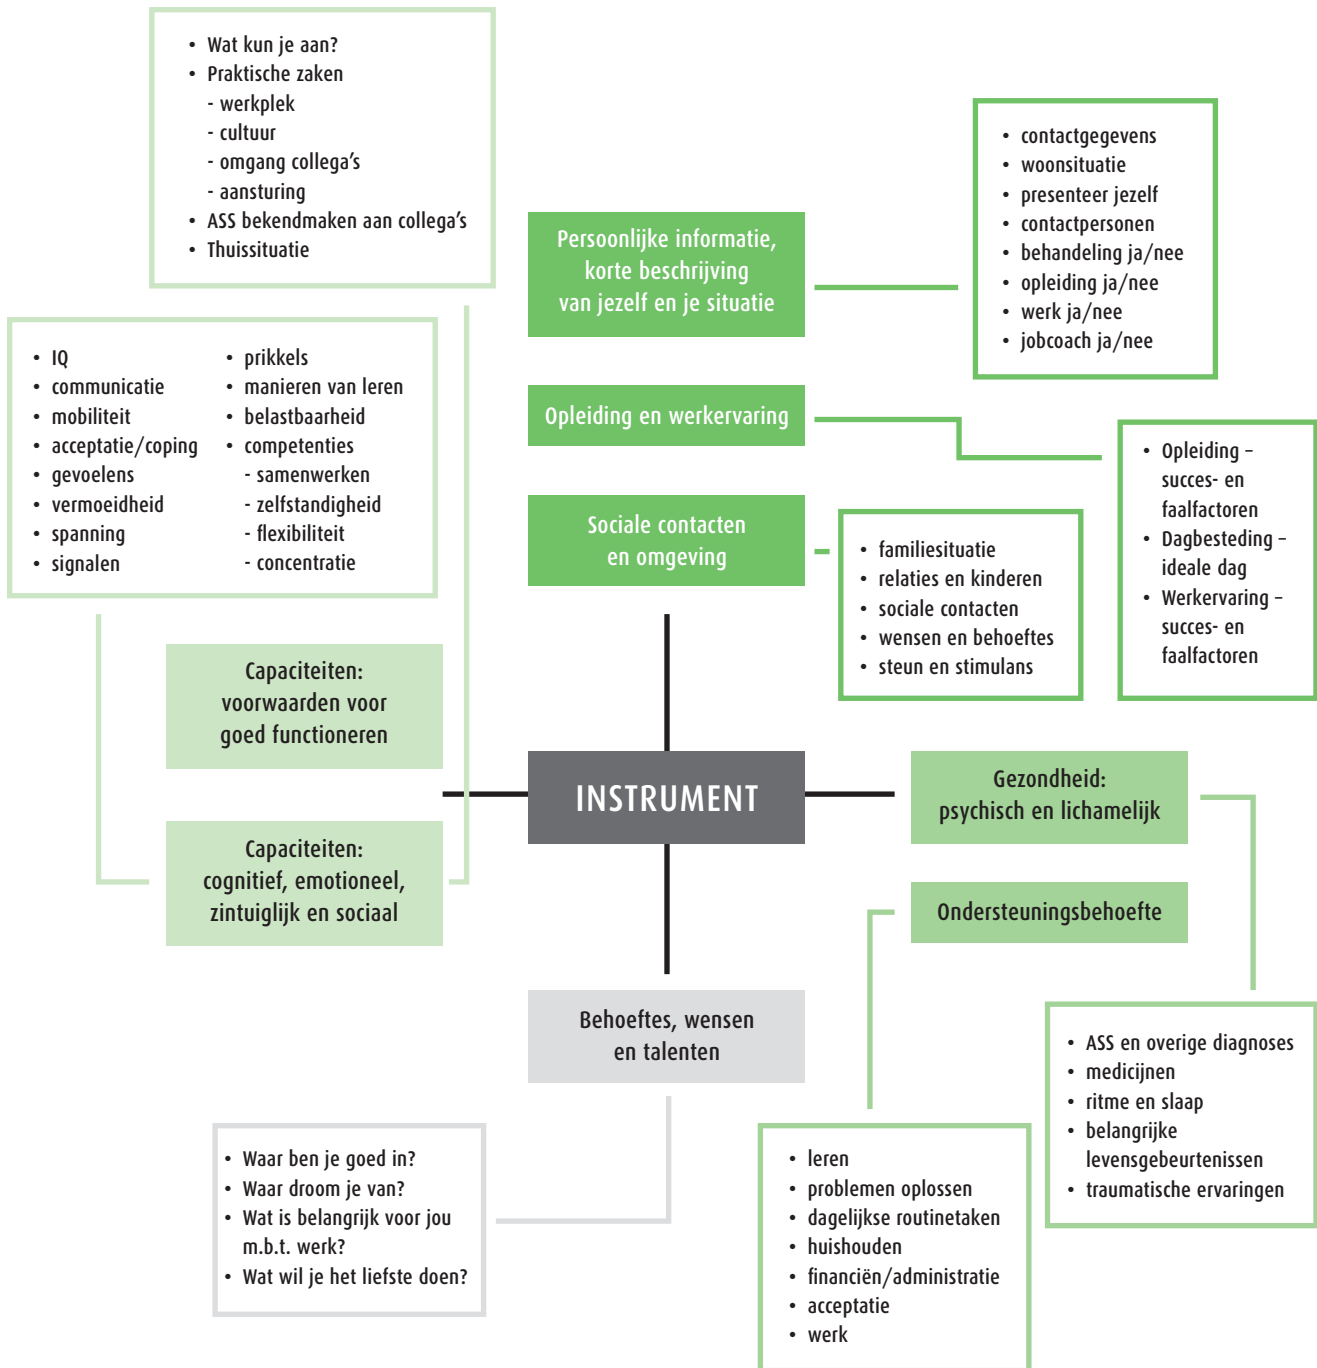 • Wat kun je aan?
• Praktische zaken
- werkplek
- cultuur
- omgang collega's
- aansturing
• ASS bekendmaken aan collega's
• Thuissituatie
Persoonlijke informatie,
korte beschrijving
van jezelf en je situatie
• contactgegevens
• woonsituatie
• presenteer jezelf
• contactpersonen
• behandeling ja/nee
• opleiding ja/nee
• werk ja/nee
• jobcoach ja/nee
• IQ
• communicatie
• mobiliteit
• acceptatie/coping
• gevoelens
• vermoeidheid
• spanning
• signalen
• prikkels
• manieren van leren
• belastbaarheid
• competenties
- samenwerken
- zelfstandigheid
- flexibiliteit
- concentratie
Opleiding en werkervaring
• Opleiding –
succes- en
faalfactoren
• Dagbesteding –
ideale dag
• Werkervaring –
succes- en
faalfactoren
Sociale contacten
en omgeving
• familiesituatie
• relaties en kinderen
• sociale contacten
• wensen en behoeftes
• steun en stimulans
Capaciteiten:
voorwaarden voor
goed functioneren
INSTRUMENT
Gezondheid:
psychisch en lichamelijk
Capaciteiten:
cognitief, emotioneel,
zintuiglijk en sociaal
Ondersteuningsbehoefte
Behoeftes, wensen
en talenten
• ASS en overige diagnoses
• medicijnen
• ritme en slaap
• belangrijke
levensgebeurtenissen
• traumatische ervaringen
• Waar ben je goed in?
• Waar droom je van?
• Wat is belangrijk voor jou
m.b.t. werk?
• Wat wil je het liefste doen?
• leren
• problemen oplossen
• dagelijkse routinetaken
• huishouden
• financiën/administratie
• acceptatie
• werk